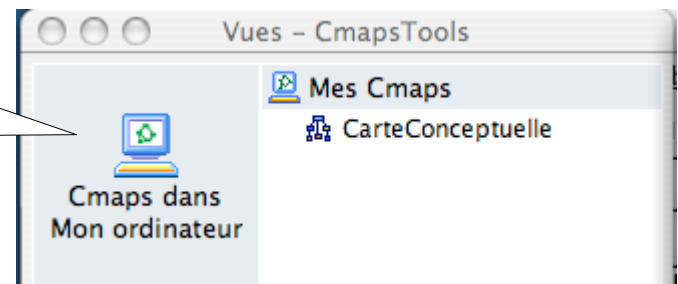 Vues – CmapsTools
Mes Cmaps
CarteConceptuelle
Cmaps dans
Mon ordinateur